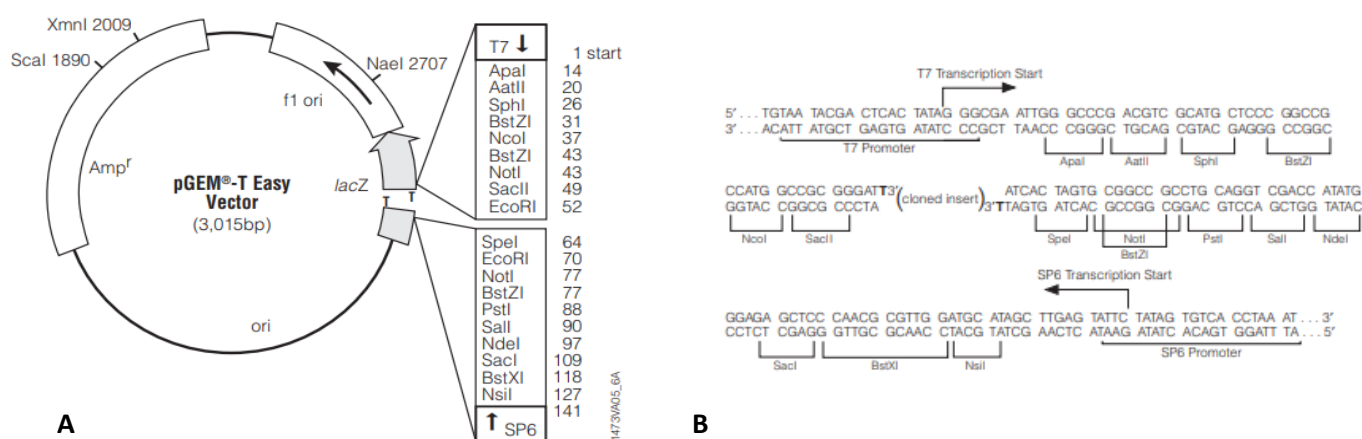 XmnI 2009
ScaI 1890
NaeI 2707
f1 ori
Ampr
pGEM®-T Easy
Vector
(3,015bp)
lacZ
T T
ori
T7 ↓
1 start
ApaI 14
AatII 20
SphI 26
BstZI 31
NcoI 37
BstZI 43
NotI 43
SacII 49
EcoRI 52
SpeI 64
EcoRI 70
NotI 77
BstZI 77
PstI 88
SalI 90
NdeI 97
SacI 109
BstXI 118
NsiI 127
141
↑ SP6
1473VA05_6A
A
T7 Transcription Start
5′ ... TGTAA TACGA CTCAC TATAG GGCGA ATTGG GCCCG ACGTC GCATG CTCCC GGCCG
3′ ... ACATT ATGCT GAGTG ATATC CCGCT TAACC CGGGC TGCAG CGTAC GAGGG CCGGC
T7 Promoter
ApaI AatII SphI BstZI
CCATGG GCCGC GGGATT3′ (cloned insert) ATCAC TAGTG CGGCC GCCTG CAGGT CGACC ATATG
GGTACC GGCG CCCTA 3′TTAGTG ATCAC GCCGG CGGAC GTCCA GCTGG TATAC
NcoI SacII SpeI NotI PstI SalI NdeI
BstZI
SP6 Transcription Start
GGAGA GCTCC CAACG CGTTG GATGC ATAGC TTGAG TATTC TATAG TGTCA CCTAA AT ... 3′
CCTCT CGAGG GTTGC GCAAC CTACG TATCG AACTC ATAAG ATATC ACAGT GGATT TA ... 5′
SacI BstXI NsiI
SP6 Promoter
B